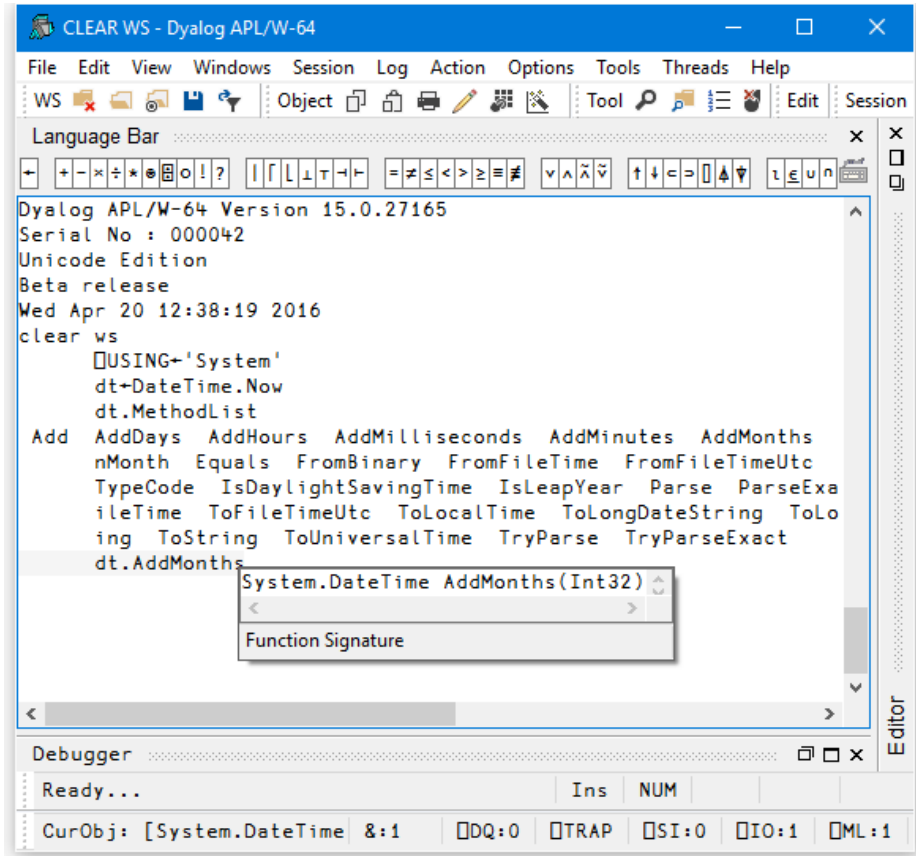 CLEAR WS - Dyalog APL/W-64
File Edit View Windows Session Log Action Options Tools Threads Help
WS Object Tool Edit Session
Language Bar
← + - × ÷ * ⍟ ⌹ ○ ! ? | ⌈ ⌊ ⊥ ⊤ ⊣ ⊢ = ≠ ≤ < > ≥ ≡ ≢ ∨ ∧ ⍲ ⍱ ↑ ↓ ⊂ ⊃ ⌷ ⍋ ⍒ ⍳ ∊ ∪ ∩
Dyalog APL/W-64 Version 15.0.27165
Serial No : 000042
Unicode Edition
Beta release
Wed Apr 20 12:38:19 2016
clear ws
⎕USING←'System'
dt←DateTime.Now
dt.MethodList
Add AddDays AddHours AddMilliseconds AddMinutes AddMonths
nMonth Equals FromBinary FromFileTime FromFileTimeUtc
TypeCode IsDaylightSavingTime IsLeapYear Parse ParseExa
ileTime ToFileTimeUtc ToLocalTime ToLongDateString ToLo
ing ToString ToUniversalTime TryParse TryParseExact
dt.AddMonths
System.DateTime AddMonths(Int32)
Function Signature
Editor
Debugger
Ready... Ins NUM
CurObj: [System.DateTime &:1 ⎕DQ:0 ⎕TRAP ⎕SI:0 ⎕IO:1 ⎕ML:1